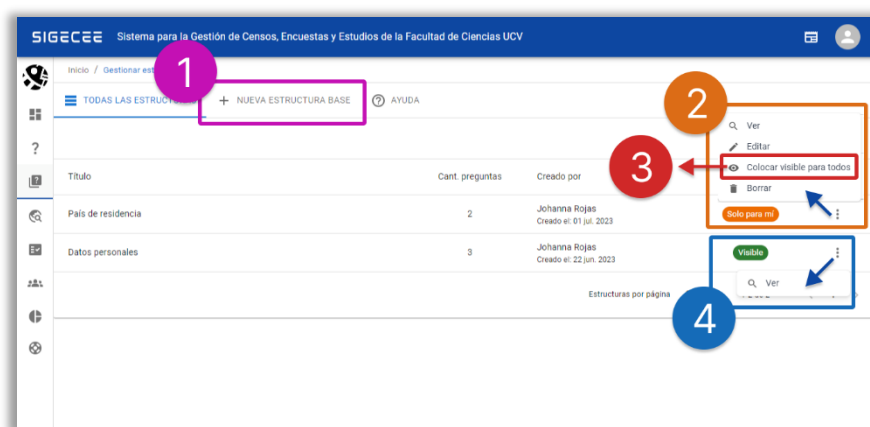 SIGECEE Sistema para la Gestión de Censos, Encuestas y Estudios de la Facultad de Ciencias UCV
Inicio / Gestionar
1
TODAS LAS + NUEVA ESTRUCTURA BASE ? AYUDA
2
Ver
Editar
3
Colocar visible para todos
Borrar
Título Cant. preguntas Creado por
País de residencia 2 Johanna Rojas Solo para mí
Creado el: 01 jul. 2023
Datos personales 3 Johanna Rojas Visible
Creado el: 22 jun. 2023
Ver
Estructuras por página
4